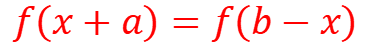 f(x + a) = f(b − x)